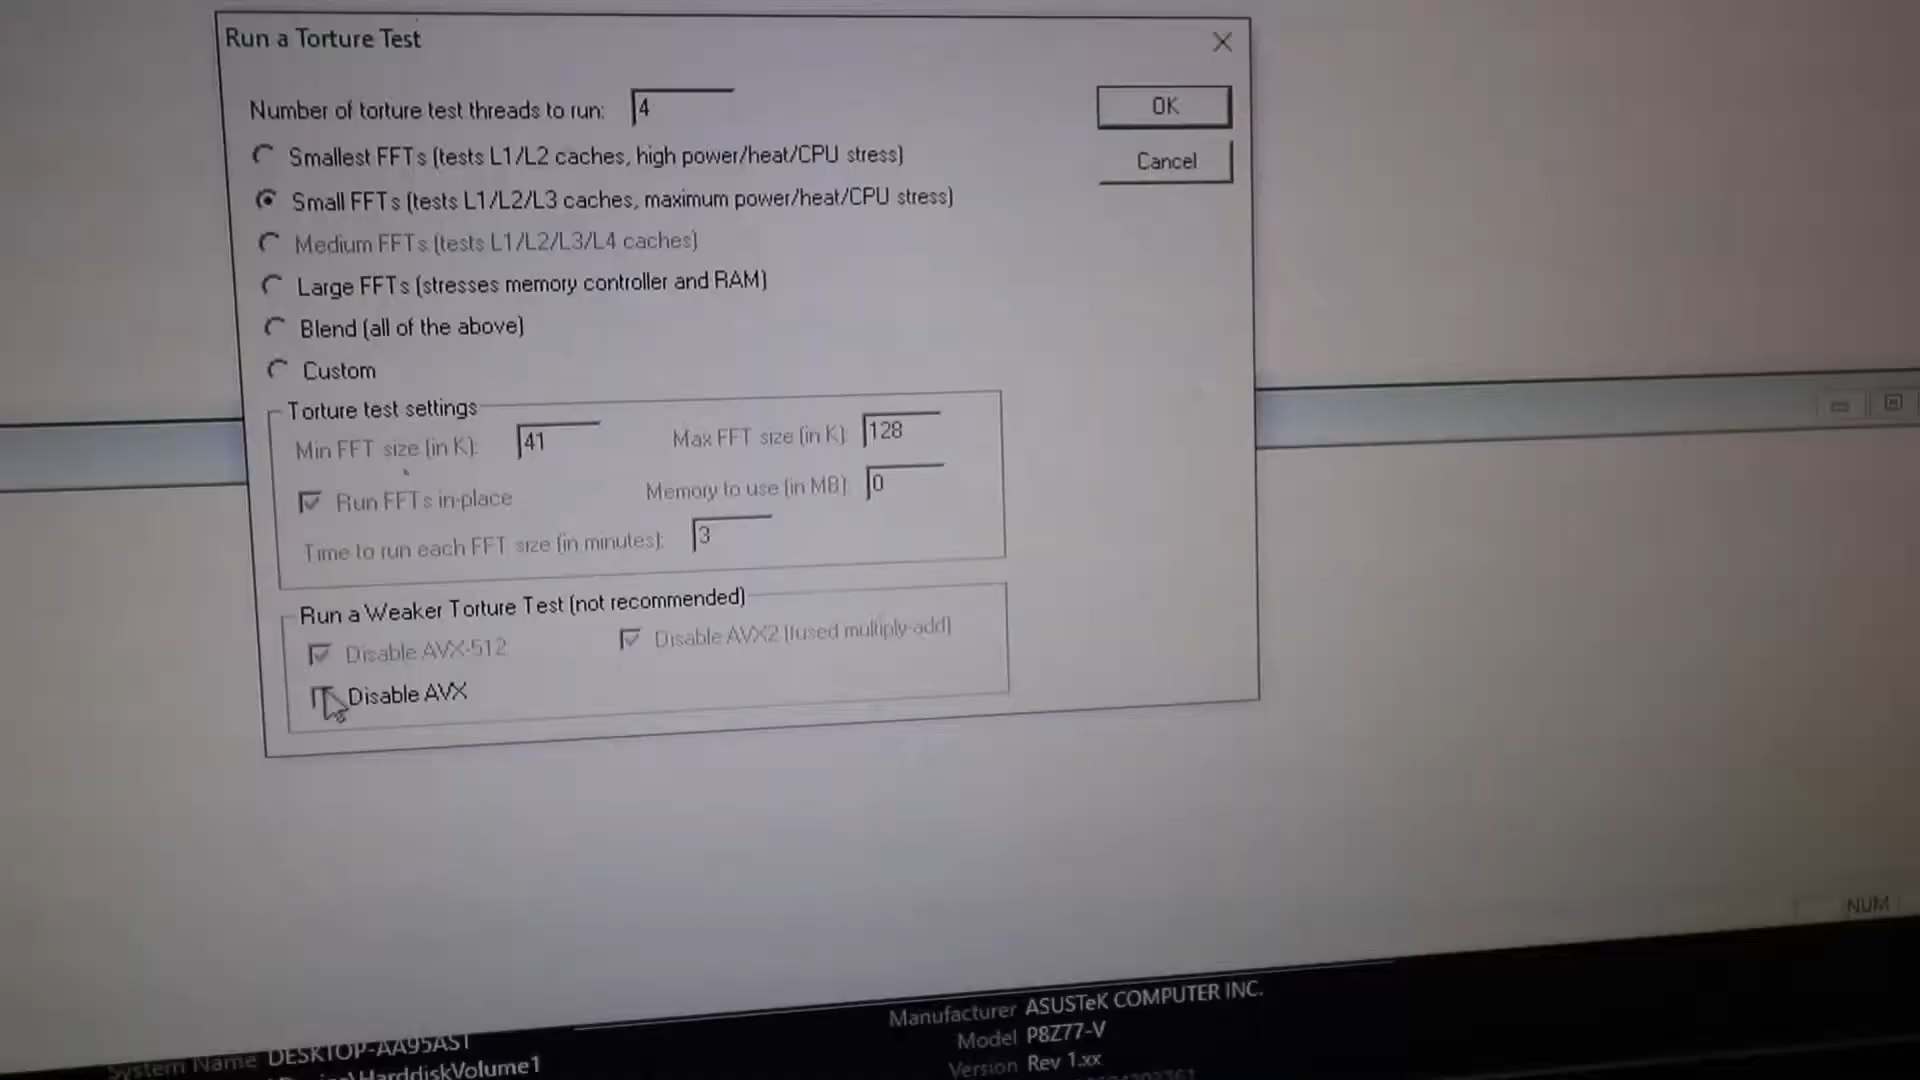 Run a Torture Test
Number of torture test threads to run: 4
OK
Smallest FFTs (tests L1/L2 caches, high power/heat/CPU stress)
Cancel
Small FFTs (tests L1/L2/L3 caches, maximum power/heat/CPU stress)
Medium FFTs (tests L1/L2/L3/L4 caches)
Large FFTs (stresses memory controller and RAM)
Blend (all of the above)
Custom
Torture test settings
Min FFT size (in K): 41 Max FFT size (in K): 128
Run FFTs in-place Memory to use (in MB): 0
Time to run each FFT size (in minutes): 3
Run a Weaker Torture Test (not recommended)
Disable AVX-512 Disable AVX2 (fused multiply-add)
Disable AVX
NUM
Manufacturer ASUSTeK COMPUTER INC.
System Name DESKTOP-AA95AST Model P8Z77-V
HarddiskVolume1 Version Rev 1.xx